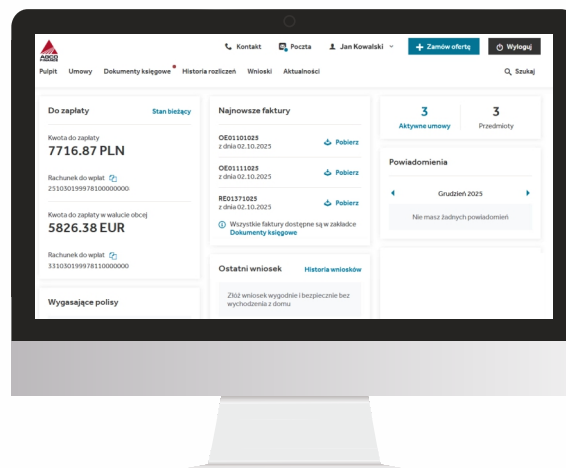 AGCO
FINANCE
Kontakt
Poczta
Jan Kowalski
Zamów ofertę
Wyloguj
Pulpit Umowy Dokumenty księgowe Historia rozliczeń Wnioski Aktualności
Szukaj
Do zapłaty Stan bieżący
Kwota do zapłaty
7716.87 PLN
Rachunek do wpłat
25103019997810000000
Kwota do zapłaty w walucie obcej
5826.38 EUR
Rachunek do wpłat
33103019997811000000
Wygasające polisy
Najnowsze faktury
OE01101025
z dnia 02.10.2025
Pobierz
OE01111025
z dnia 02.10.2025
Pobierz
RE01371025
z dnia 02.10.2025
Pobierz
Wszystkie faktury dostępne są w zakładce
Dokumenty księgowe
Ostatni wniosek Historia wniosków
Złóż wniosek wygodnie i bezpiecznie bez
wychodzenia z domu
3 3
Aktywne umowy Przedmioty
Powiadomienia
Grudzień 2025
Nie masz żadnych powiadomień